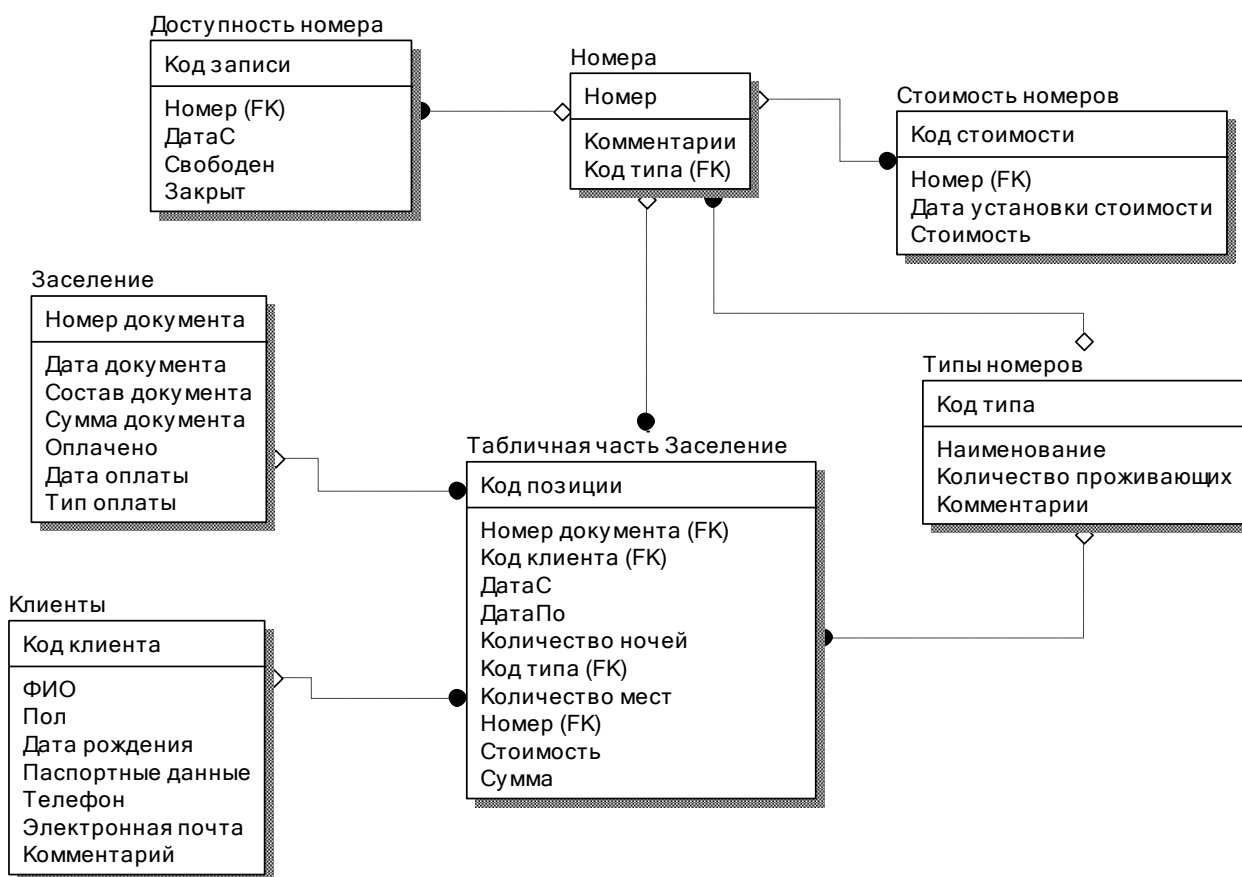 Доступность номера
Код записи
Номер (FK)
ДатаС
Свободен
Закрыт
Номера
Номер
Комментарии
Код типа (FK)
Стоимость номеров
Код стоимости
Номер (FK)
Дата установки стоимости
Стоимость
Заселение
Номер документа
Дата документа
Состав документа
Сумма документа
Оплачено
Дата оплаты
Тип оплаты
Типы номеров
Код типа
Наименование
Количество проживающих
Комментарии
Табличная часть Заселение
Код позиции
Номер документа (FK)
Код клиента (FK)
ДатаС
ДатаПо
Количество ночей
Код типа (FK)
Количество мест
Номер (FK)
Стоимость
Сумма
Клиенты
Код клиента
ФИО
Пол
Дата рождения
Паспортные данные
Телефон
Электронная почта
Комментарий